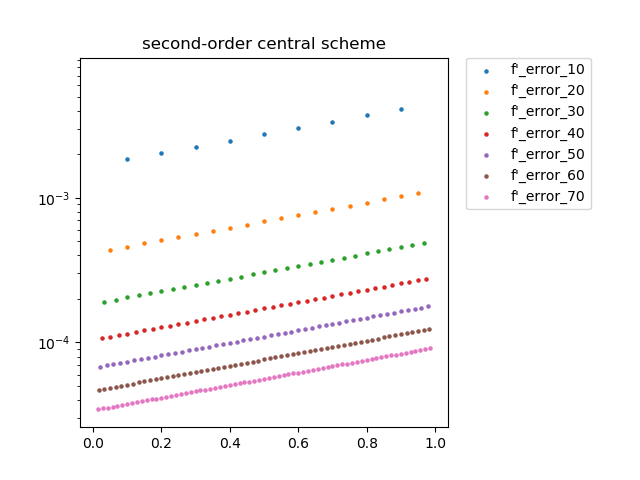 second-order central scheme
f'_error_10
f'_error_20
f'_error_30
f'_error_40
f'_error_50
f'_error_60
f'_error_70
10⁻³
10⁻⁴
0.0 0.2 0.4 0.6 0.8 1.0